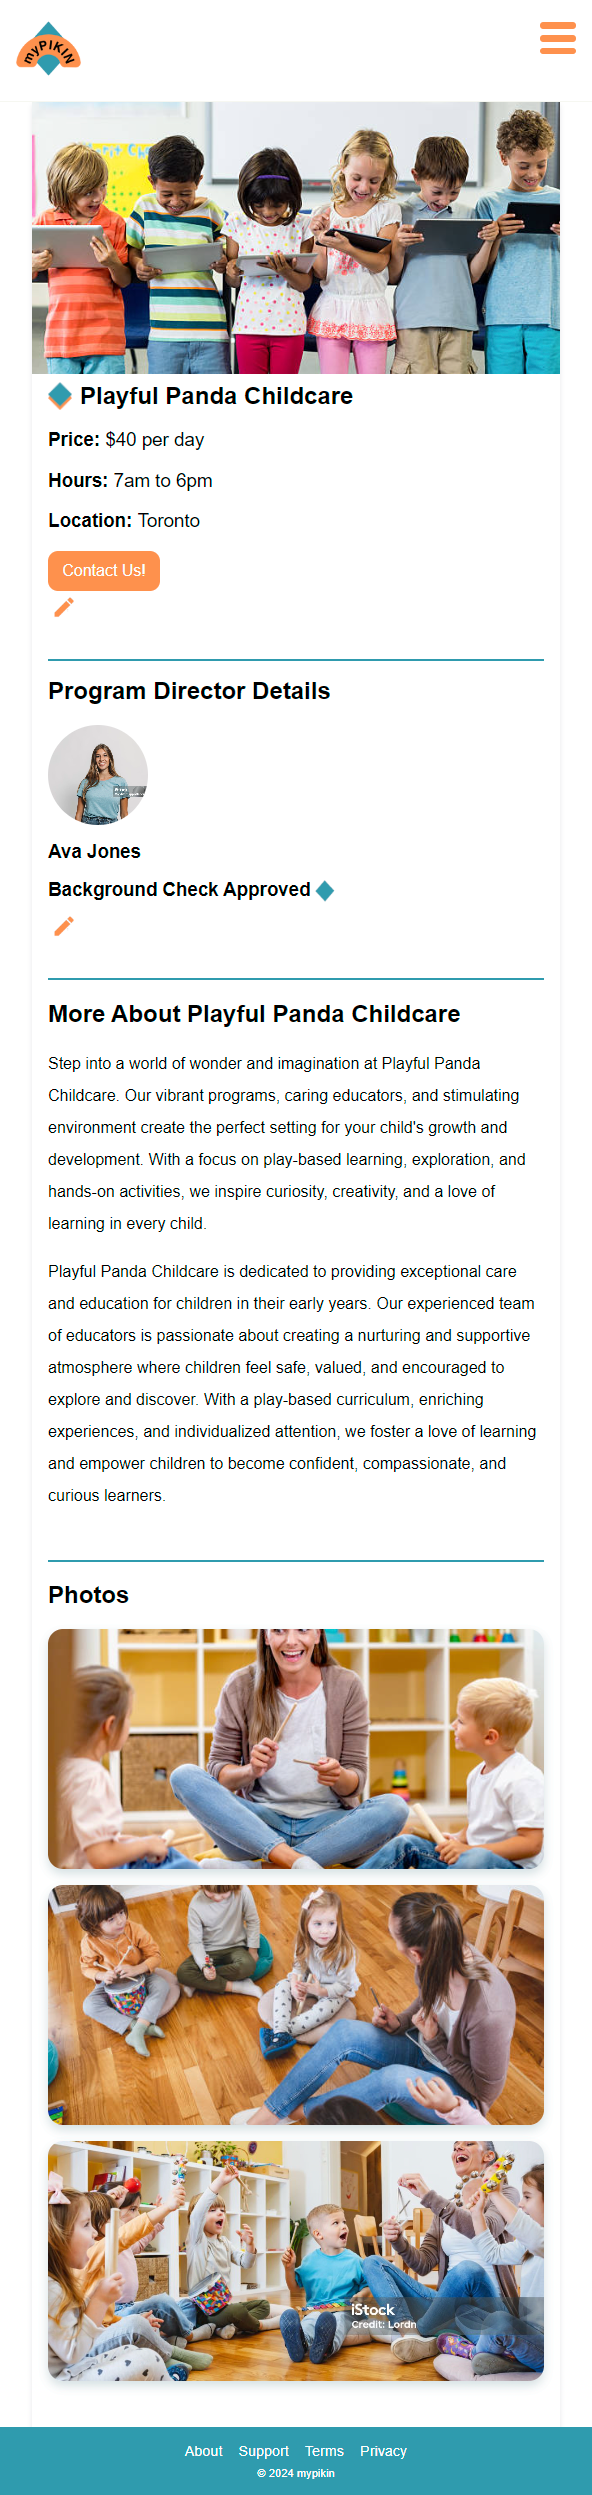 myPIKIN
Playful Panda Childcare
Price: $40 per day
Hours: 7am to 6pm
Location: Toronto
Contact Us!
Program Director Details
Ava Jones
Background Check Approved
More About Playful Panda Childcare
Step into a world of wonder and imagination at Playful Panda
Childcare. Our vibrant programs, caring educators, and stimulating
environment create the perfect setting for your child's growth and
development. With a focus on play-based learning, exploration, and
hands-on activities, we inspire curiosity, creativity, and a love of
learning in every child.
Playful Panda Childcare is dedicated to providing exceptional care
and education for children in their early years. Our experienced team
of educators is passionate about creating a nurturing and supportive
atmosphere where children feel safe, valued, and encouraged to
explore and discover. With a play-based curriculum, enriching
experiences, and individualized attention, we foster a love of learning
and empower children to become confident, compassionate, and
curious learners.
Photos
iStock
Credit: Lordn
About Support Terms Privacy
© 2024 mypikin